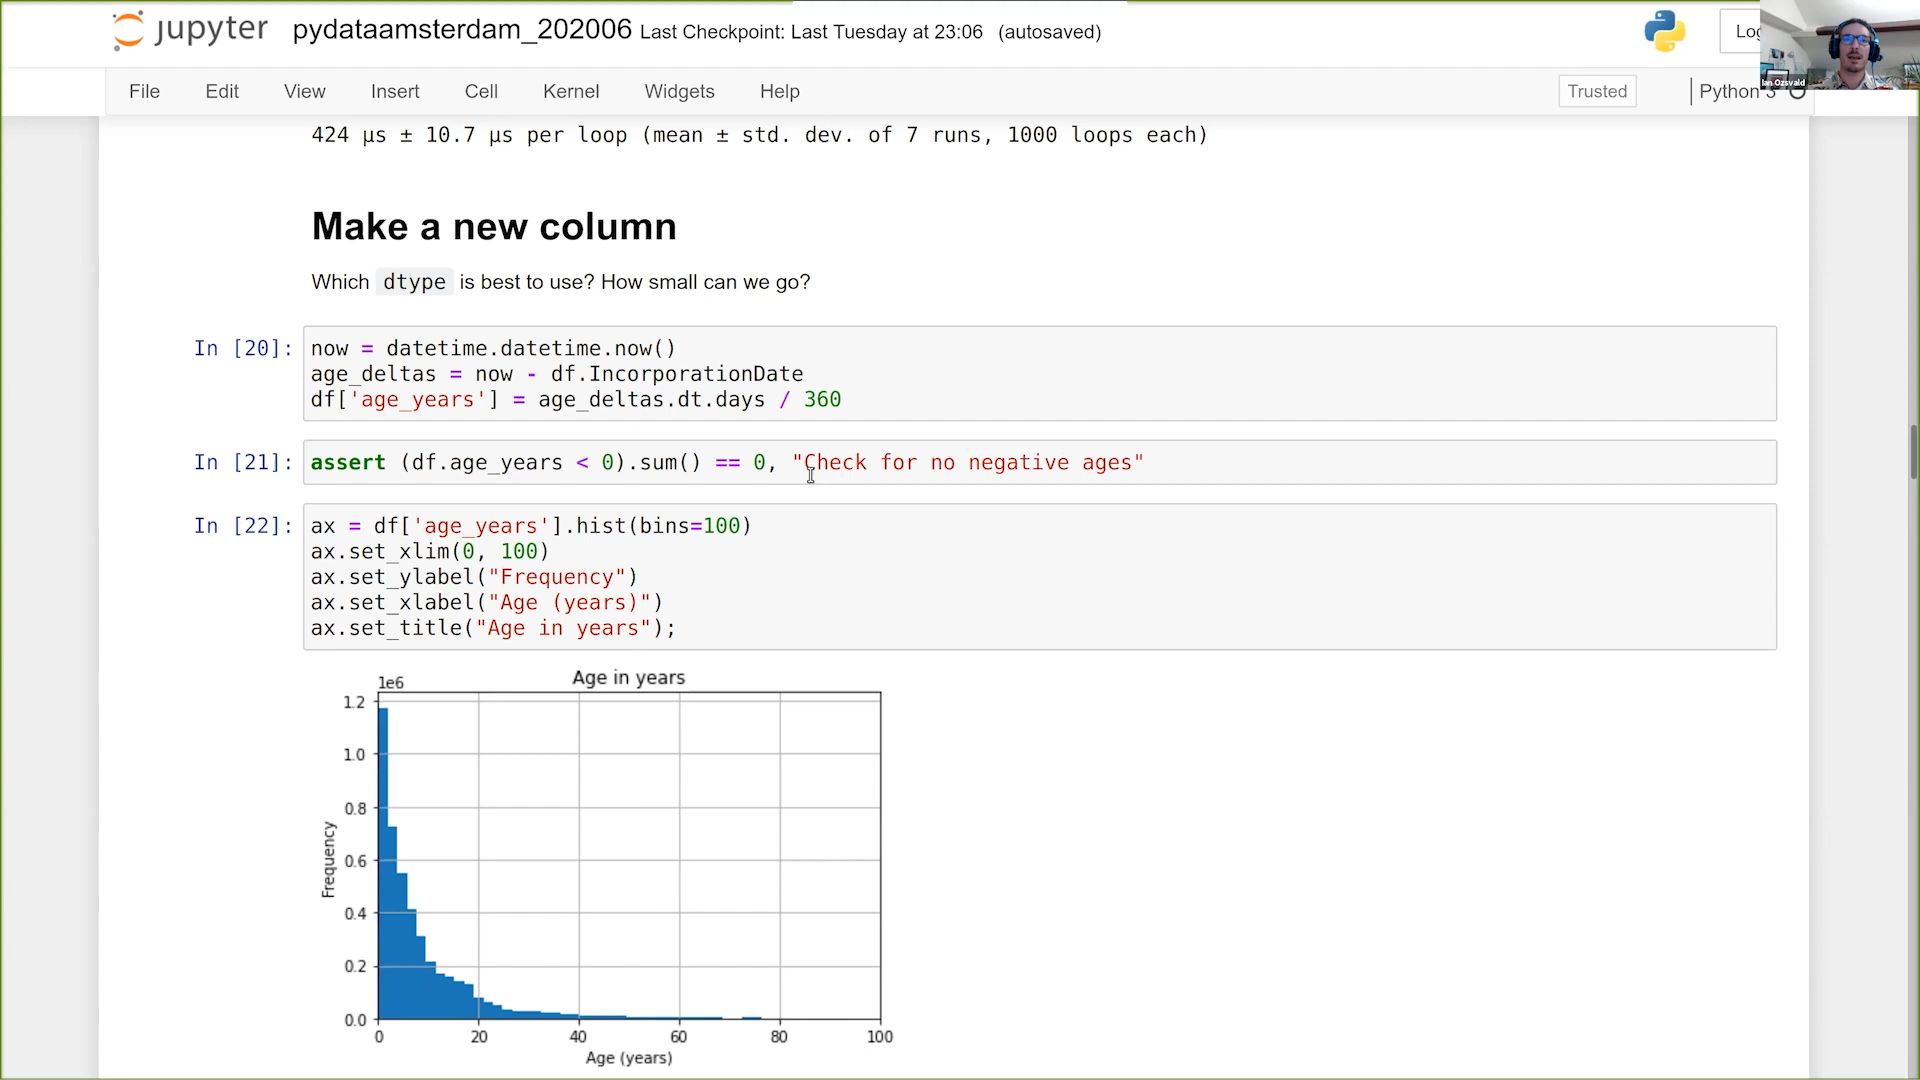 jupyter pydataamsterdam_202006 Last Checkpoint: Last Tuesday at 23:06 (autosaved)
Ian Ozsvald
File Edit View Insert Cell Kernel Widgets Help Trusted Python 3
424 µs ± 10.7 µs per loop (mean ± std. dev. of 7 runs, 1000 loops each)
Make a new column
Which dtype is best to use? How small can we go?
In [20]: now = datetime.datetime.now()
age_deltas = now - df.IncorporationDate
df['age_years'] = age_deltas.dt.days / 360
In [21]: assert (df.age_years < 0).sum() == 0, "Check for no negative ages"
In [22]: ax = df['age_years'].hist(bins=100)
ax.set_xlim(0, 100)
ax.set_ylabel("Frequency")
ax.set_xlabel("Age (years)")
ax.set_title("Age in years");
Age in years
1e6
1.2
1.0
0.8
0.6
0.4
0.2
0.0
Frequency
0 20 40 60 80 100
Age (years)